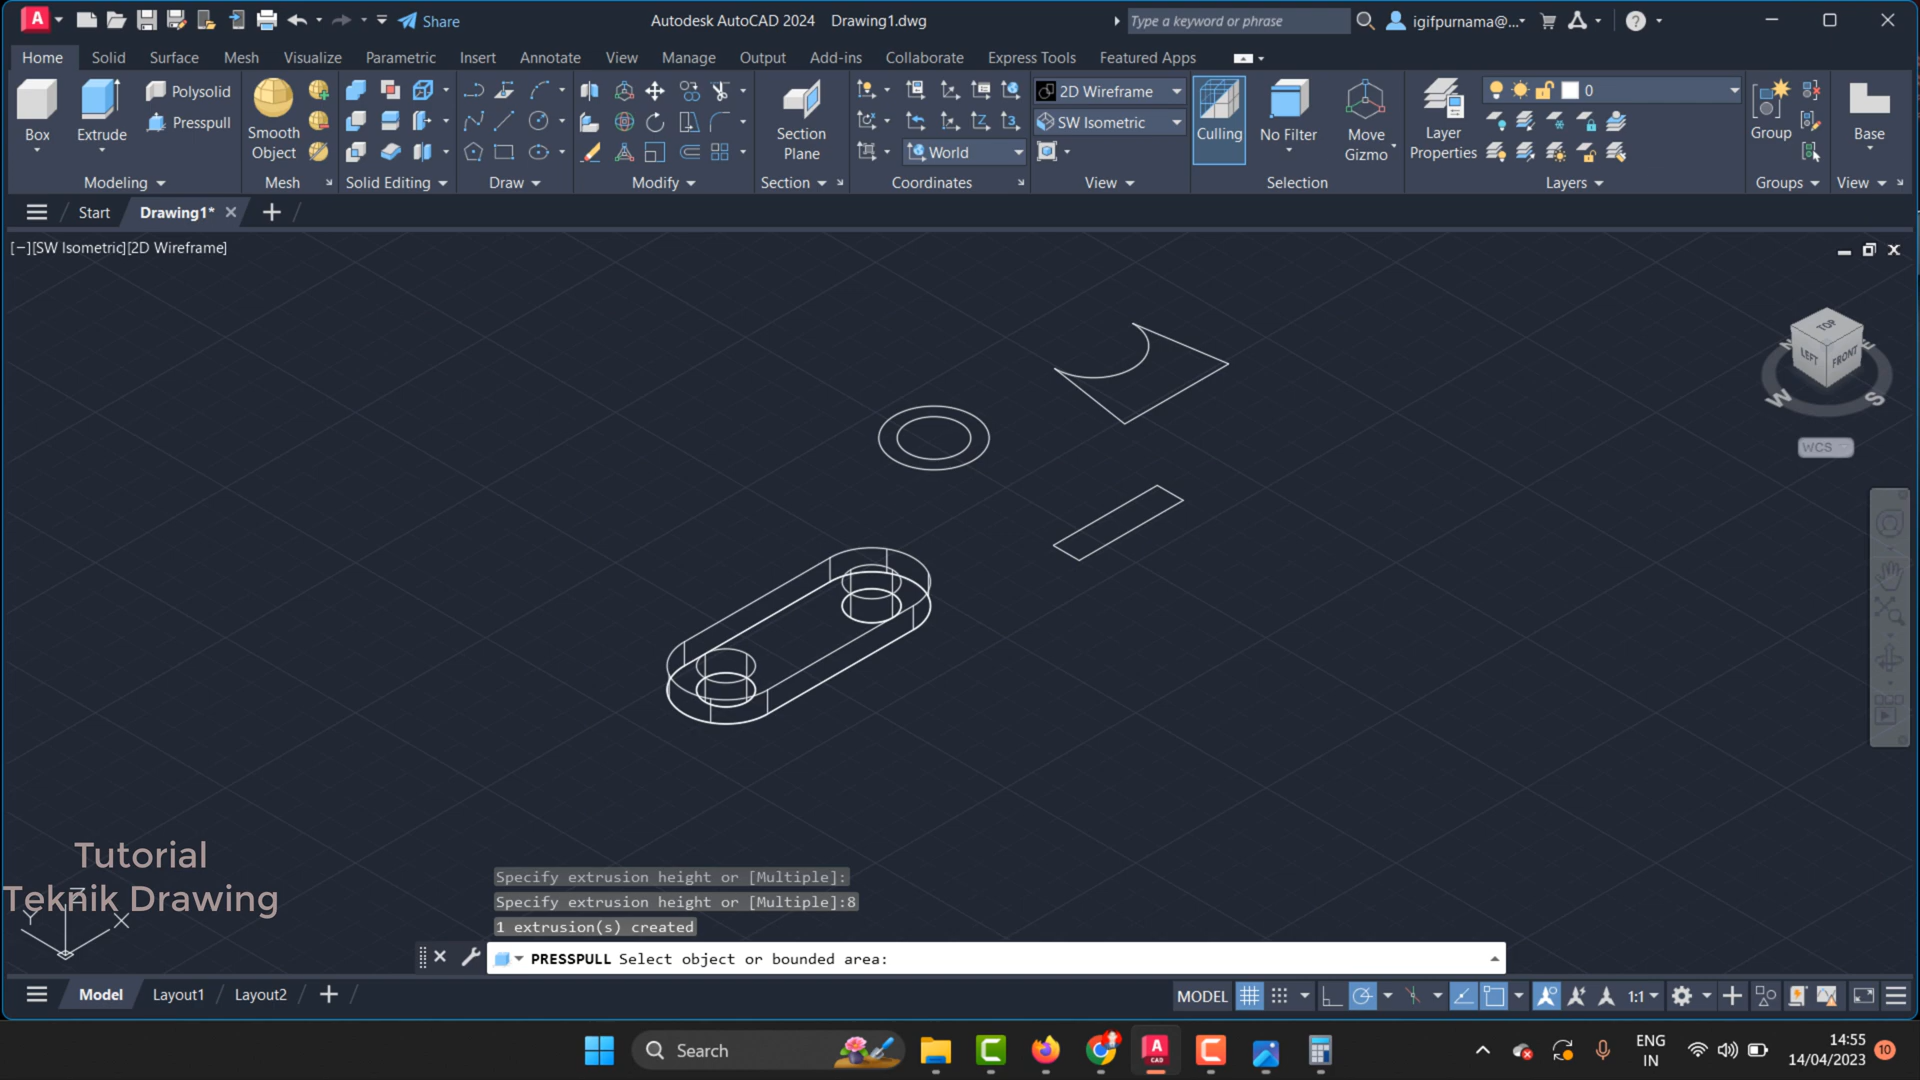 A CAD
Share
Autodesk AutoCAD 2024 Drawing1.dwg
Type a keyword or phrase
igifpurnama@...
Home Solid Surface Mesh Visualize Parametric Insert Annotate View Manage Output Add-ins Collaborate Express Tools Featured Apps
Box
Extrude
Polysolid
Presspull
Modeling
Smooth
Object
Mesh
Solid Editing
Draw
Modify
Section
Plane
Section
World
Coordinates
2D Wireframe
SW Isometric
View
Culling
No Filter
Move
Gizmo
Selection
Layer
Properties
0
Layers
Group
Groups
Base
View
Start
Drawing1*
[−][SW Isometric][2D Wireframe]
TOP
LEFT
FRONT
W
S
WCS
Tutorial
Teknik Drawing
Y
Z
X
Specify extrusion height or [Multiple]:
Specify extrusion height or [Multiple]:8
1 extrusion(s) created
PRESSPULL Select object or bounded area:
Model Layout1 Layout2
MODEL
1:1
Search
ENG
IN
14:55
14/04/2023
10